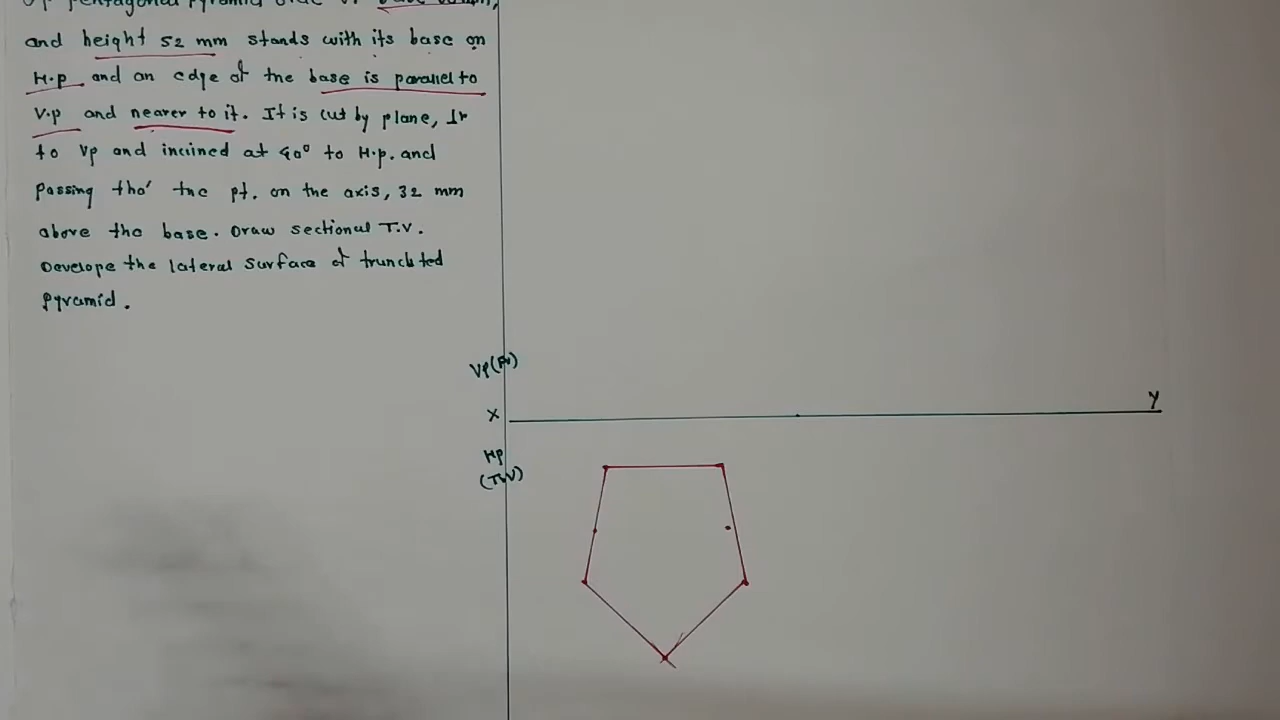 and height 52 mm stands with its base on
H.p and an edge of the base is parallel to
V.p and nearer to it. It is cut by plane, ⊥r
to Vp and inclined at 40° to H.p. and
Passing tho' the pt. on the axis, 32 mm
above the base. Draw sectional T.V.
Develope the lateral surface of trunc ted
Pyramid.
VP(FV)
X
Y
HP
(TV)